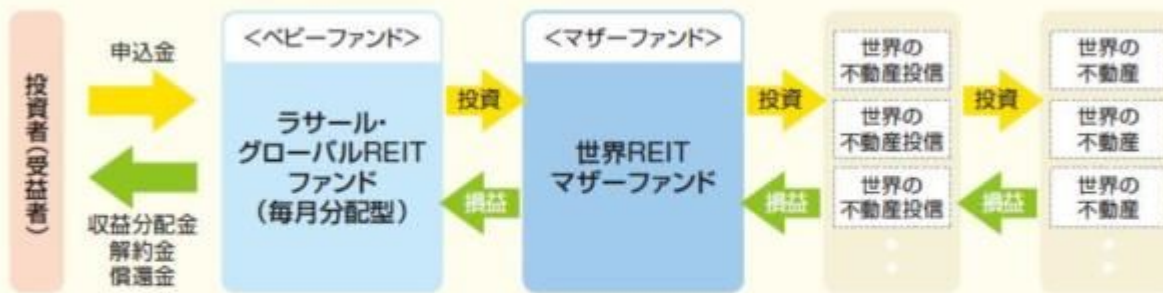 投資者(受益者)
申込金
収益分配金
解約金
償還金
<ベビーファンド>
ラサール・
グローバルREIT
ファンド
(毎月分配型)
投資
損益
<マザーファンド>
世界REIT
マザーファンド
投資
損益
世界の
不動産投信
世界の
不動産投信
世界の
不動産投信
投資
損益
世界の
不動産
世界の
不動産
世界の
不動産